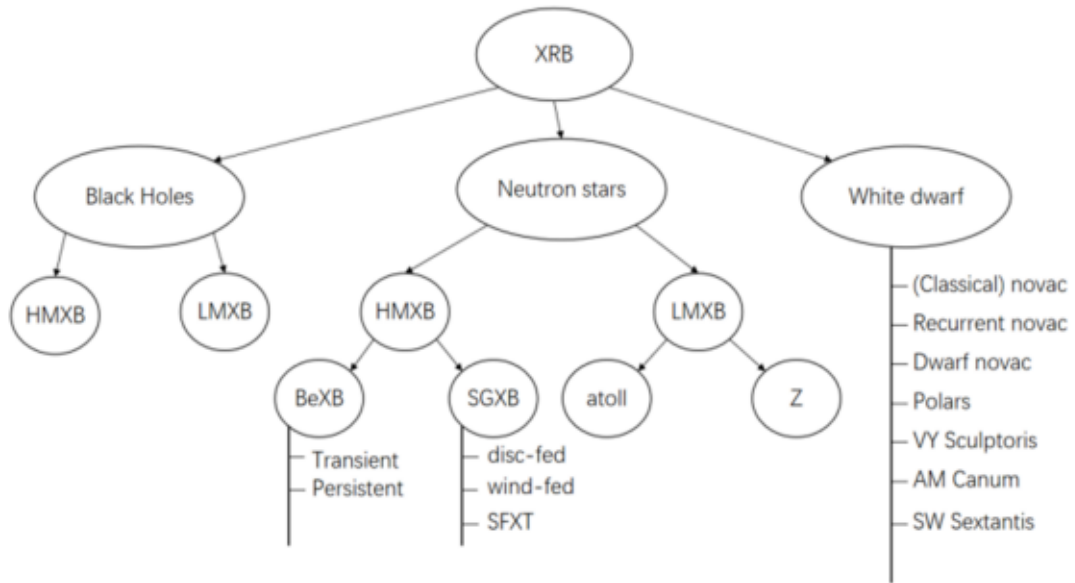 XRB
Black Holes
Neutron stars
White dwarf
HMXB
LMXB
HMXB
LMXB
BeXB
SGXB
atoll
Z
Transient
Persistent
disc-fed
wind-fed
SFXT
(Classical) novac
Recurrent novac
Dwarf novac
Polars
VY Sculptoris
AM Canum
SW Sextantis